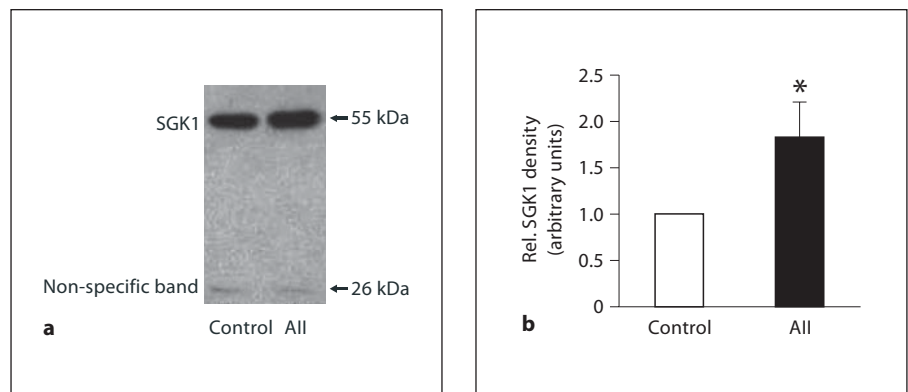 SGK1
55 kDa
Non-specific band
26 kDa
a
Control AII
Rel. SGK1 density
(arbitrary units)
2.5
2.0
1.5
1.0
0.5
0
*
b
Control
AII